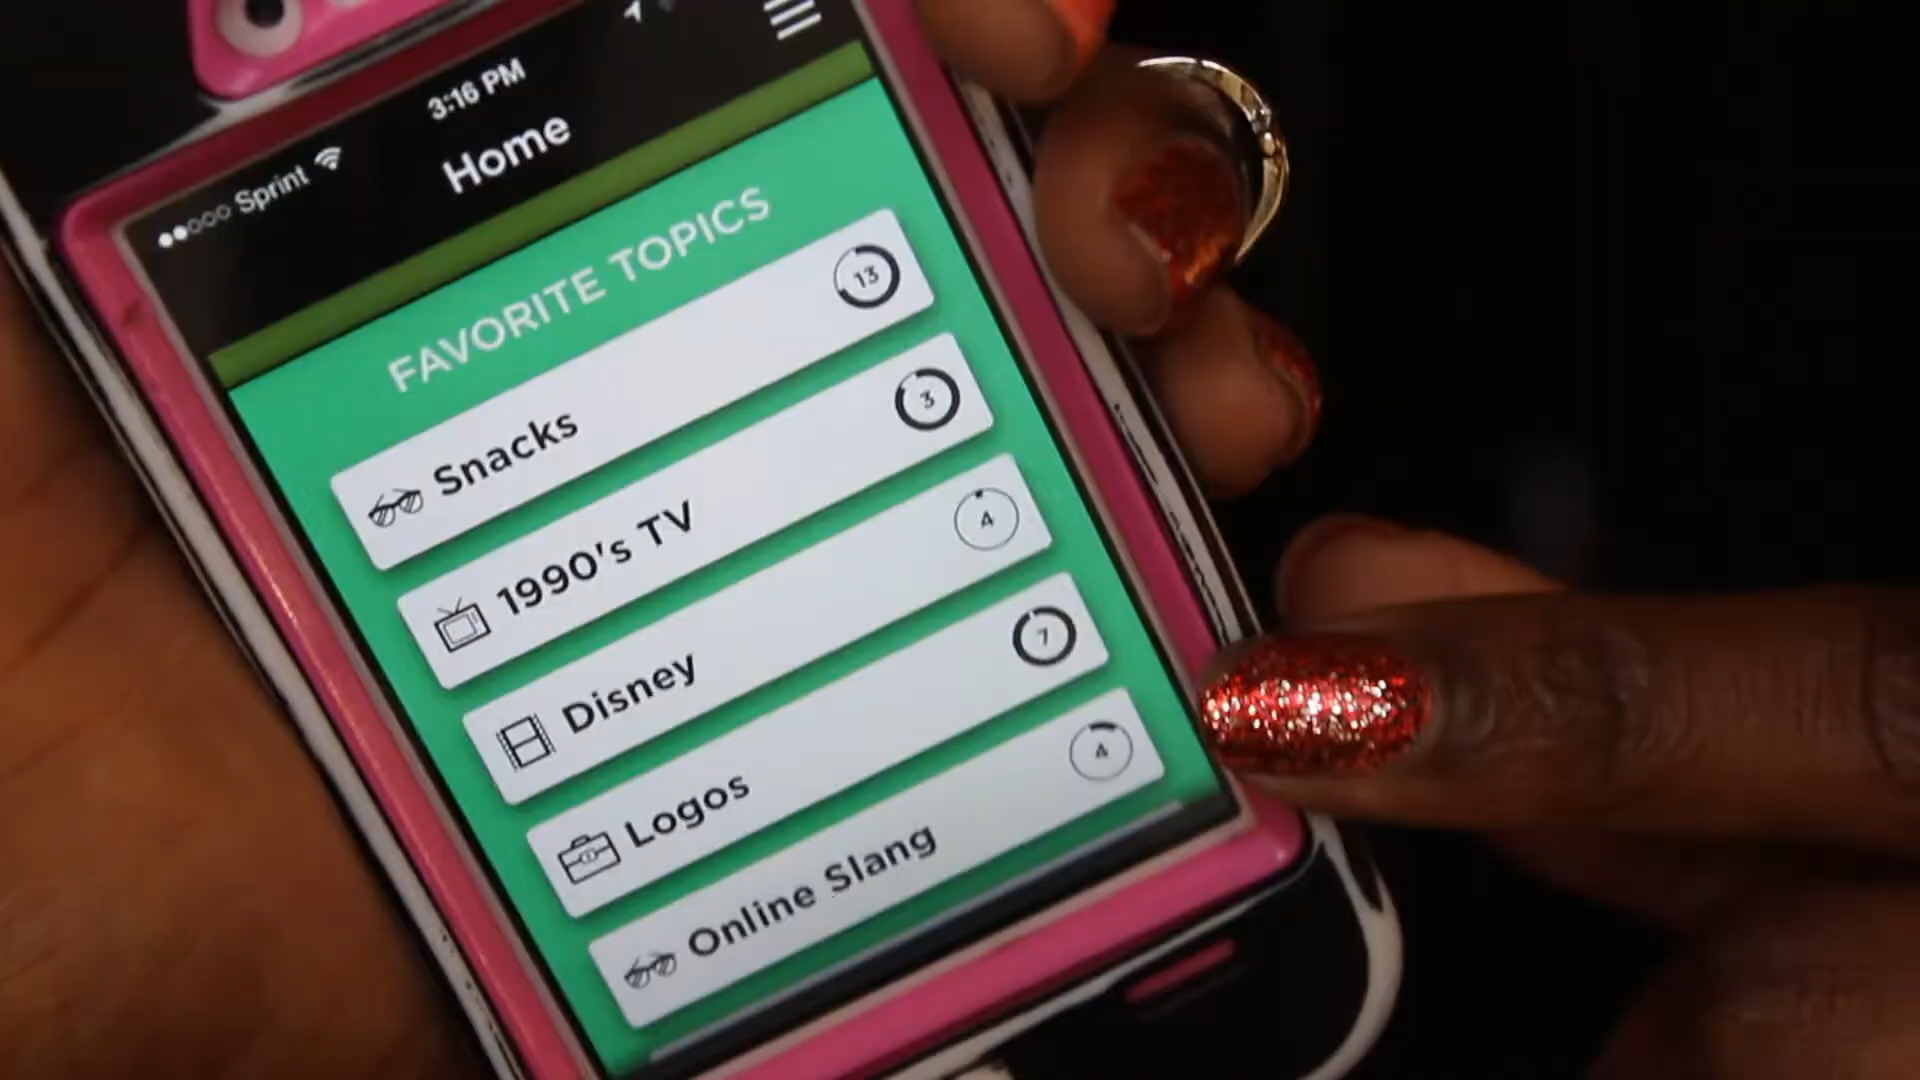 Sprint 3:16 PM
Home
FAVORITE TOPICS
Snacks 13
1990's TV 3
Disney 4
Logos 7
Online Slang 4